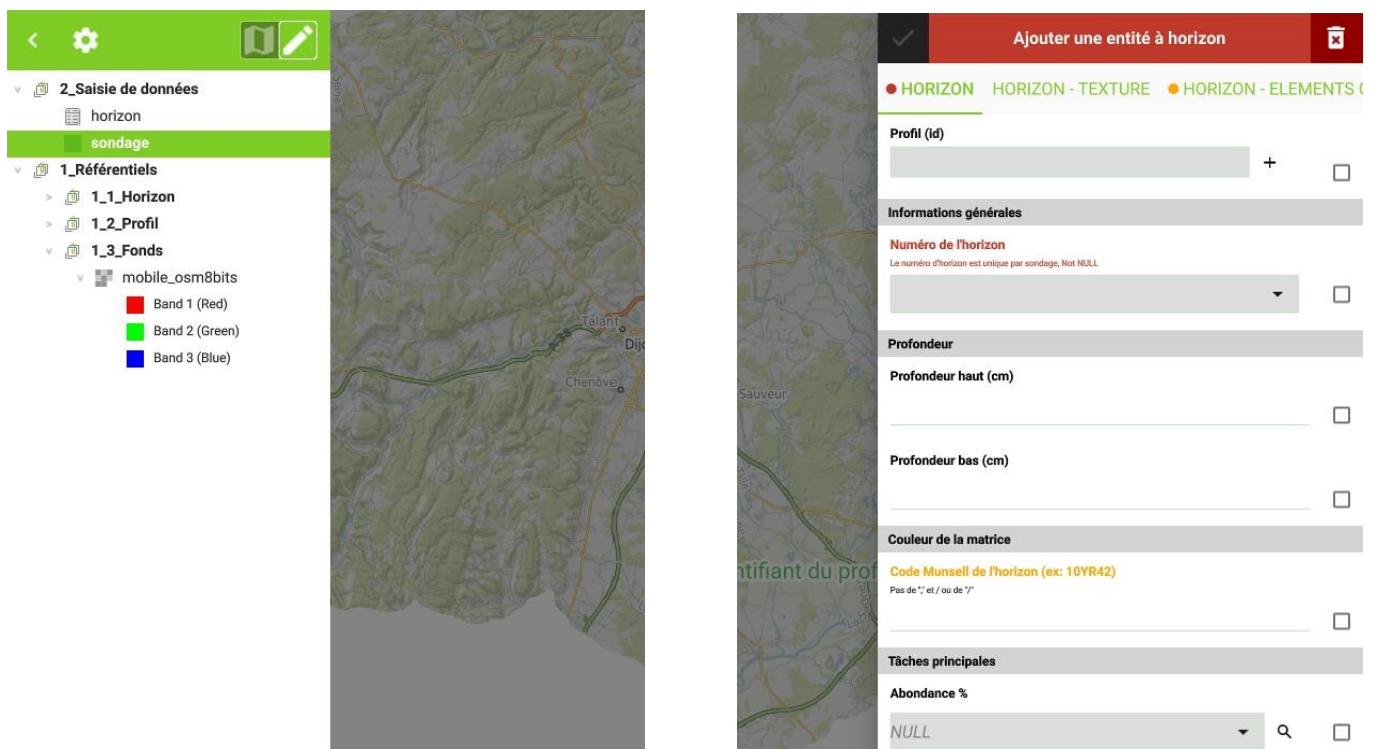 2_Saisie de données
horizon
sondage
1_Référentiels
1_1_Horizon
1_2_Profil
1_3_Fonds
mobile_osm8bits
Band 1 (Red)
Band 2 (Green)
Band 3 (Blue)
Talant
Dijo
Chenôve
Ajouter une entité à horizon
HORIZON HORIZON - TEXTURE HORIZON - ELEMENTS
Profil (id)
Informations générales
Numéro de l'horizon
Le numéro d'horizon est unique par sondage, Not NULL
Profondeur
Profondeur haut (cm)
Sauveur
Profondeur bas (cm)
Couleur de la matrice
ntifiant du prof
Code Munsell de l'horizon (ex: 10YR42)
Pas de "," et / ou de "/"
Tâches principales
Abondance %
NULL